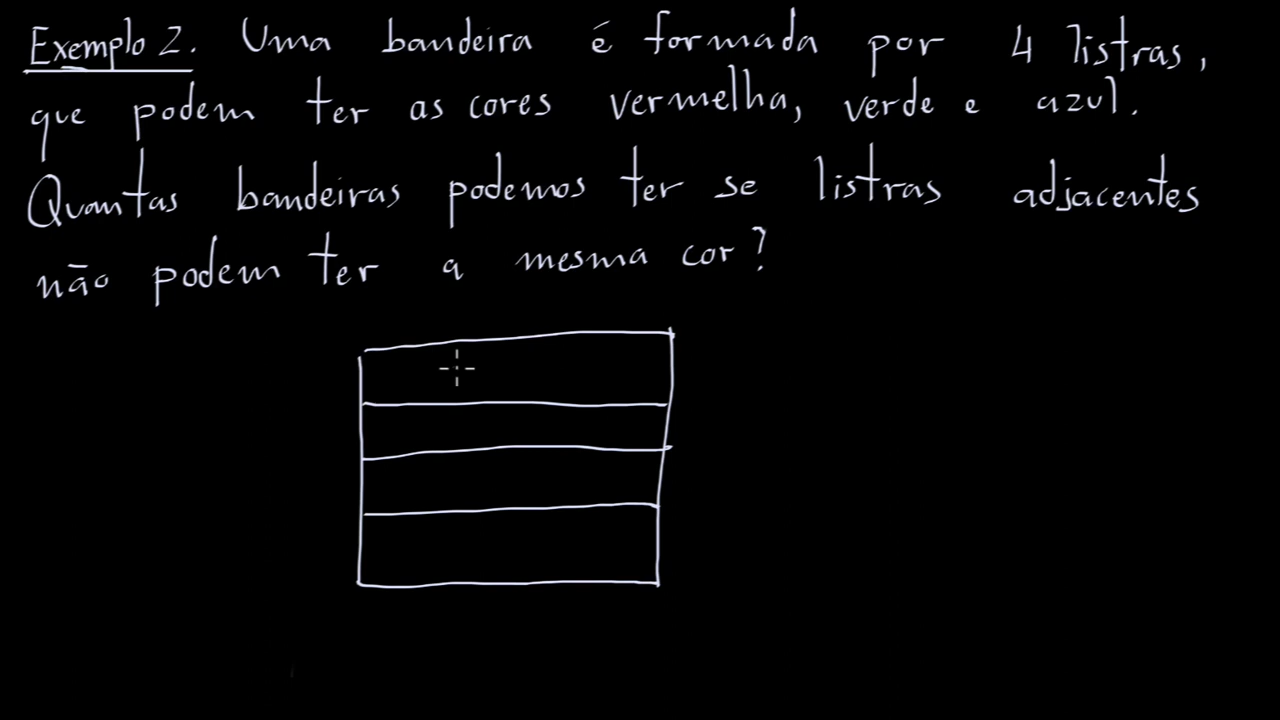 Exemplo 2. Uma bandeira é formada por 4 listras,
que podem ter as cores vermelha, verde e azul.
Quantas bandeiras podemos ter se listras adjacentes
não podem ter a mesma cor?